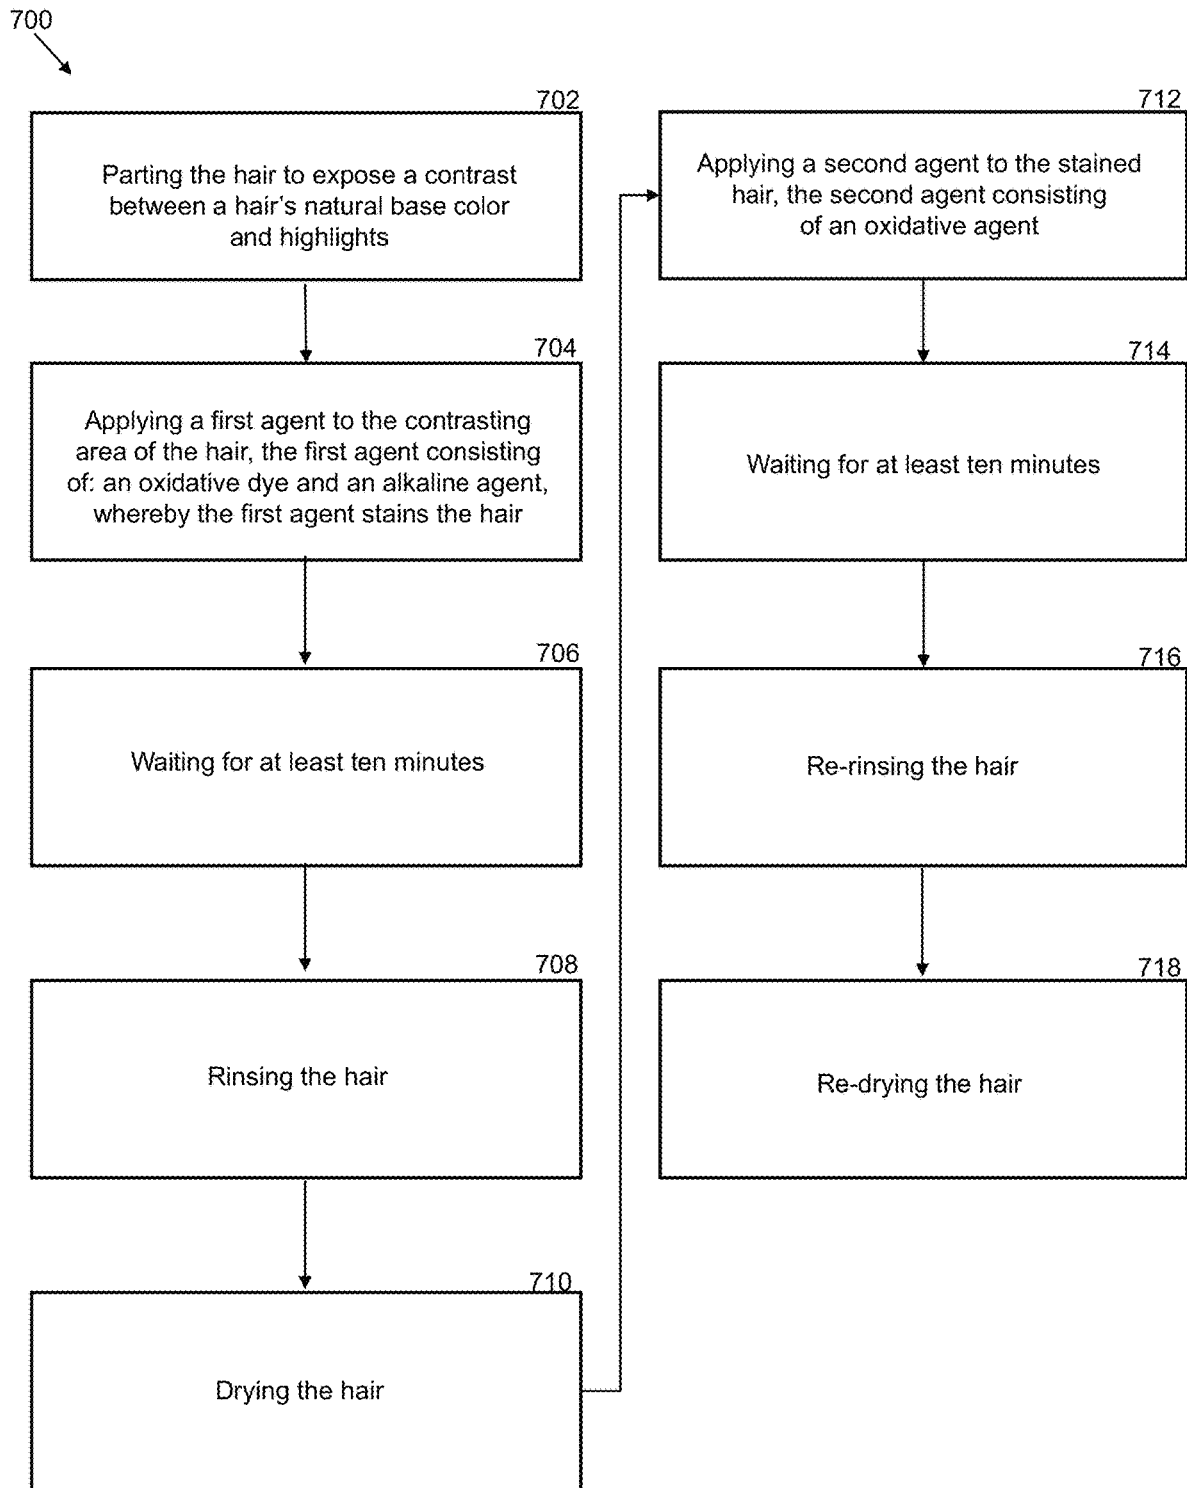 700
702
Parting the hair to expose a contrast
between a hair's natural base color
and highlights
704
Applying a first agent to the contrasting
area of the hair, the first agent consisting
of: an oxidative dye and an alkaline agent,
whereby the first agent stains the hair
706
Waiting for at least ten minutes
708
Rinsing the hair
710
Drying the hair
712
Applying a second agent to the stained
hair, the second agent consisting
of an oxidative agent
714
Waiting for at least ten minutes
716
Re-rinsing the hair
718
Re-drying the hair